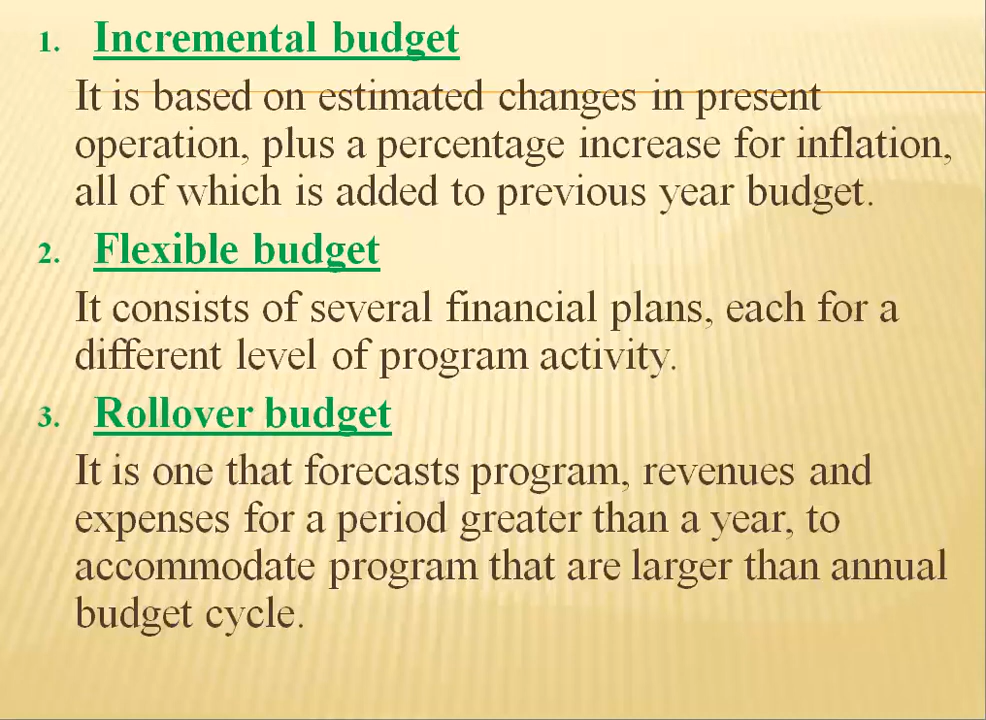 1. Incremental budget
It is based on estimated changes in present
operation, plus a percentage increase for inflation,
all of which is added to previous year budget.
2. Flexible budget
It consists of several financial plans, each for a
different level of program activity.
3. Rollover budget
It is one that forecasts program, revenues and
expenses for a period greater than a year, to
accommodate program that are larger than annual
budget cycle.